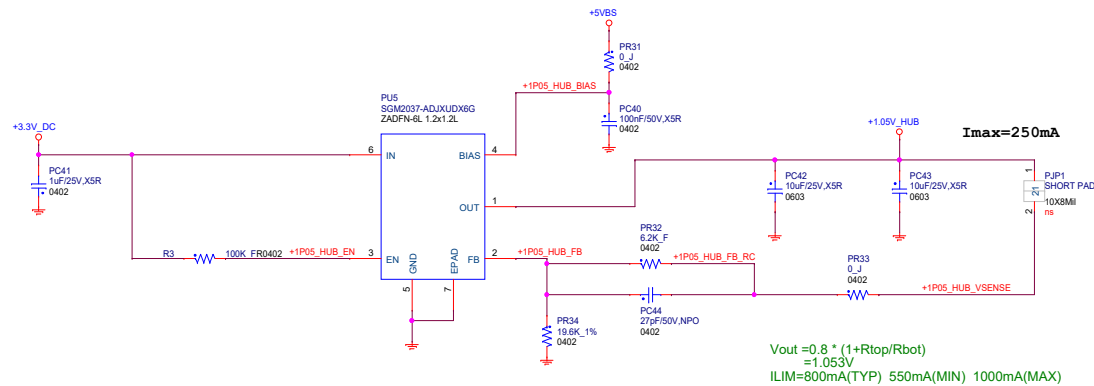 +5VBS
PR31
0_J
0402
+1P05_HUB_BIAS
PU5
SGM2037-ADJXUDX6G
ZADFN-6L 1.2x1.2L
PC40
100nF/50V,X5R
0402
+3.3V_DC
+1.05V_HUB
Imax=250mA
6
IN
BIAS
4
PC41
1uF/25V,X5R
0402
PC42
10uF/25V,X5R
0603
PC43
10uF/25V,X5R
0603
1
PJP1
SHORT PAD
21
10X8Mil
2
ns
OUT
1
PR32
6.2K_F
0402
R3
100K_FR0402
+1P05_HUB_EN
3
EN
GND
EPAD
FB
2
+1P05_HUB_FB
+1P05_HUB_FB_RC
PR33
0_J
0402
+1P05_HUB_VSENSE
5
7
PC44
27pF/50V,NPO
0402
PR34
19.6K_1%
0402
Vout =0.8 * (1+Rtop/Rbot)
=1.053V
ILIM=800mA(TYP) 550mA(MIN) 1000mA(MAX)